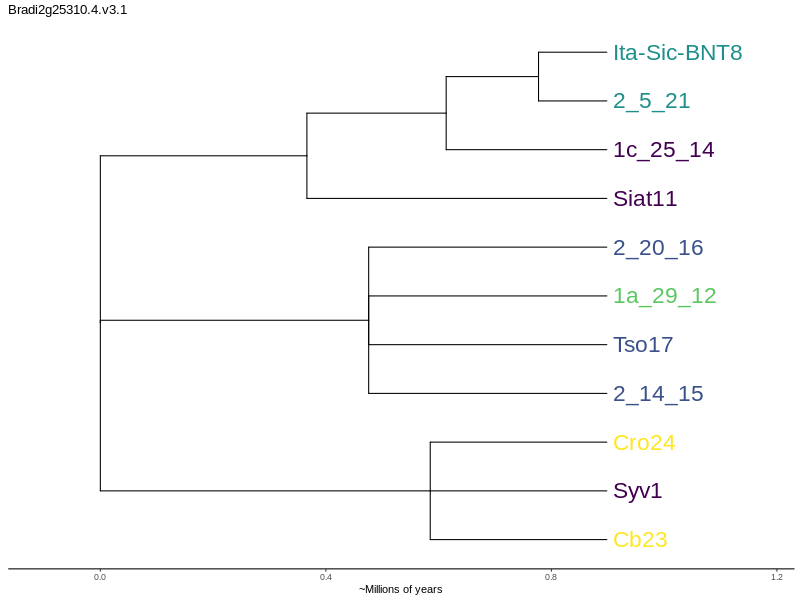 Bradi2g25310.4.v3.1
Ita-Sic-BNT8
2_5_21
1c_25_14
Siat11
2_20_16
1a_29_12
Tso17
2_14_15
Cro24
Syv1
Cb23
0.0 0.4 0.8 1.2
~Millions of years